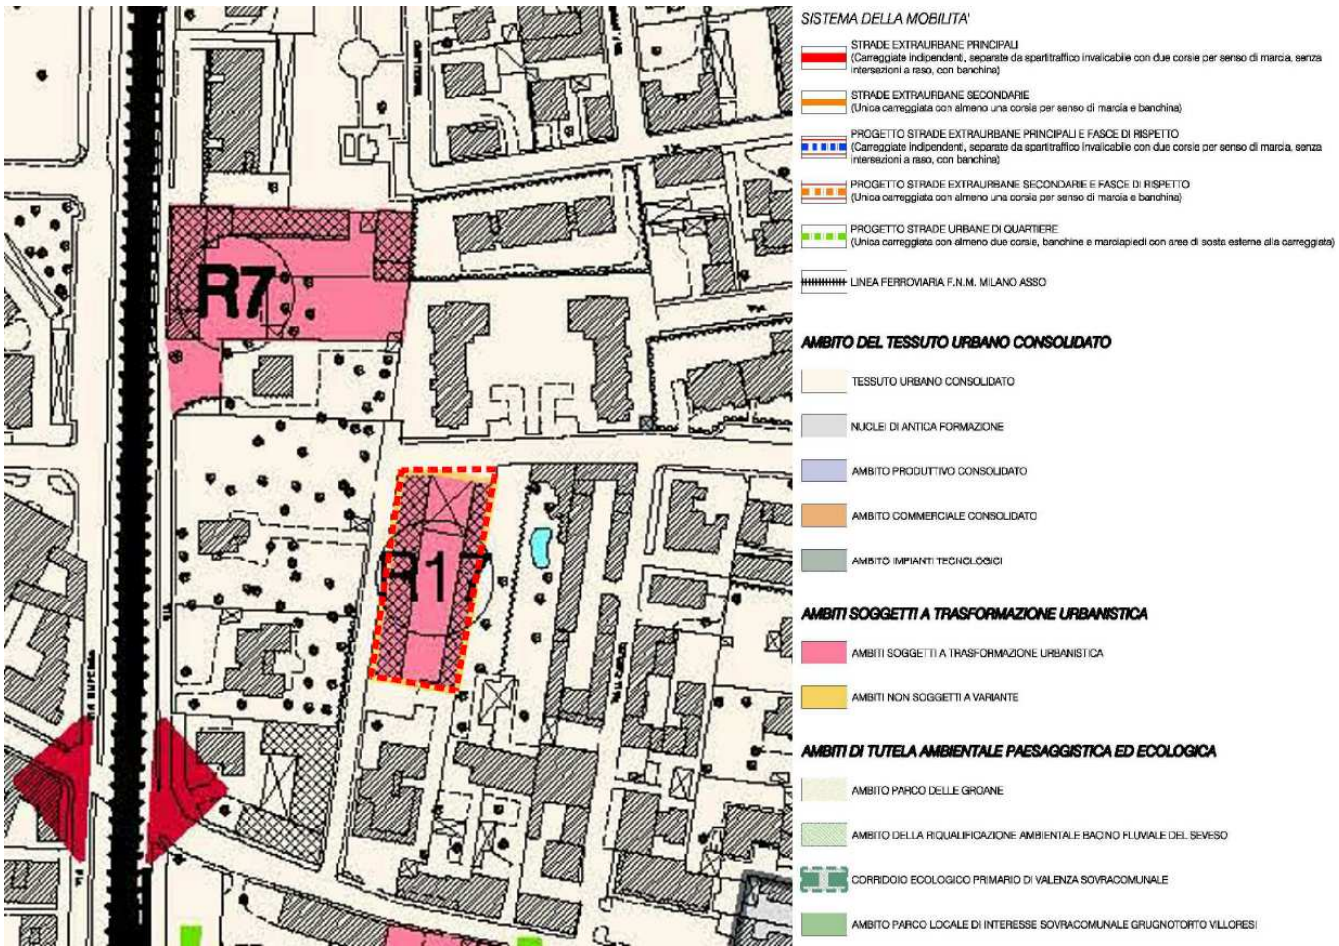 R7
R17
VIA
SISTEMA DELLA MOBILITA'
STRADE EXTRAURBANE PRINCIPALI
(Carreggiate indipendenti, separate da spartitraffico invalicabile con due corsie per senso di marcia, senza
intersezioni a raso, con banchina)
STRADE EXTRAURBANE SECONDARIE
(Unica carreggiata con almeno una corsia per senso di marcia e banchina)
PROGETTO STRADE EXTRAURBANE PRINCIPALI E FASCE DI RISPETTO
(Carreggiate indipendenti, separate da spartitraffico invalicabile con due corsie per senso di marcia, senza
intersezioni a raso, con banchina)
PROGETTO STRADE EXTRAURBANE SECONDARIE E FASCE DI RISPETTO
(Unica carreggiata con almeno una corsia per senso di marcia e banchina)
PROGETTO STRADE URBANE DI QUARTIERE
(Unica carreggiata con almeno due corsie, banchine e marciapiedi con aree di sosta esterne alla carreggiata)
LINEA FERROVIARIA F.N.M. MILANO ASSO
AMBITO DEL TESSUTO URBANO CONSOLIDATO
TESSUTO URBANO CONSOLIDATO
NUCLEI DI ANTICA FORMAZIONE
AMBITO PRODUTTIVO CONSOLIDATO
AMBITO COMMERCIALE CONSOLIDATO
AMBITO IMPIANTI TECNOLOGICI
AMBITI SOGGETTI A TRASFORMAZIONE URBANISTICA
AMBITI SOGGETTI A TRASFORMAZIONE URBANISTICA
AMBITI NON SOGGETTI A VARIANTE
AMBITI DI TUTELA AMBIENTALE PAESAGGISTICA ED ECOLOGICA
AMBITO PARCO DELLE GROANE
AMBITO DELLA RIQUALIFICAZIONE AMBIENTALE BACINO FLUVIALE DEL SEVESO
CORRIDOIO ECOLOGICO PRIMARIO DI VALENZA SOVRACOMUNALE
AMBITO PARCO LOCALE DI INTERESSE SOVRACOMUNALE GRUGNOTORTO VILLORESI